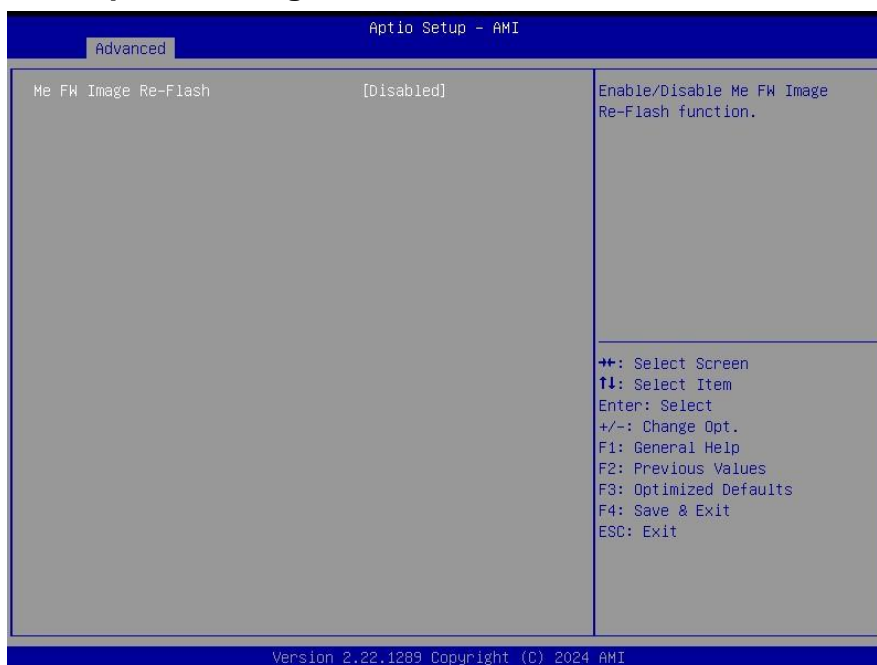 Aptio Setup - AMI
Advanced
Me FW Image Re-Flash [Disabled]
Enable/Disable Me FW Image
Re-Flash function.
→←: Select Screen
↑↓: Select Item
Enter: Select
+/-: Change Opt.
F1: General Help
F2: Previous Values
F3: Optimized Defaults
F4: Save & Exit
ESC: Exit
Version 2.22.1289 Copyright (C) 2024 AMI